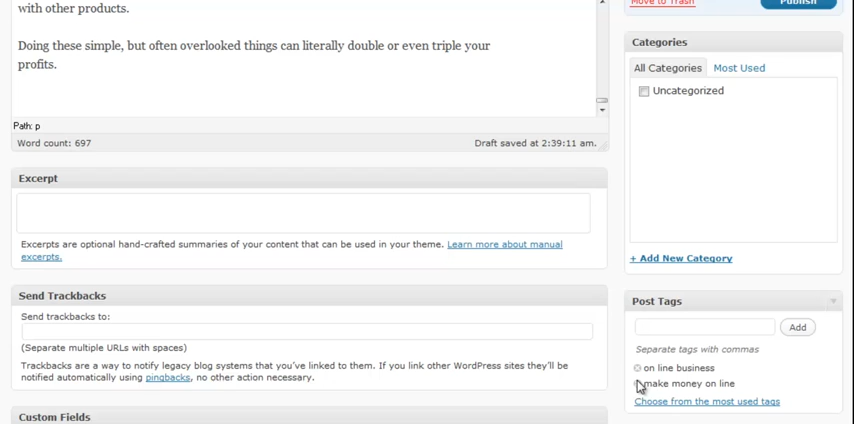 with other products.
Doing these simple, but often overlooked things can literally double or even triple your
profits.
Path: p
Word count: 697
Draft saved at 2:39:11 am.
Excerpt
Excerpts are optional hand-crafted summaries of your content that can be used in your theme. Learn more about manual
excerpts.
Send Trackbacks
Send trackbacks to:
(Separate multiple URLs with spaces)
Trackbacks are a way to notify legacy blog systems that you've linked to them. If you link other WordPress sites they'll be
notified automatically using pingbacks, no other action necessary.
Custom Fields
Move to Trash
Publish
Categories
All Categories
Most Used
Uncategorized
+ Add New Category
Post Tags
Add
Separate tags with commas
on line business
make money on line
Choose from the most used tags